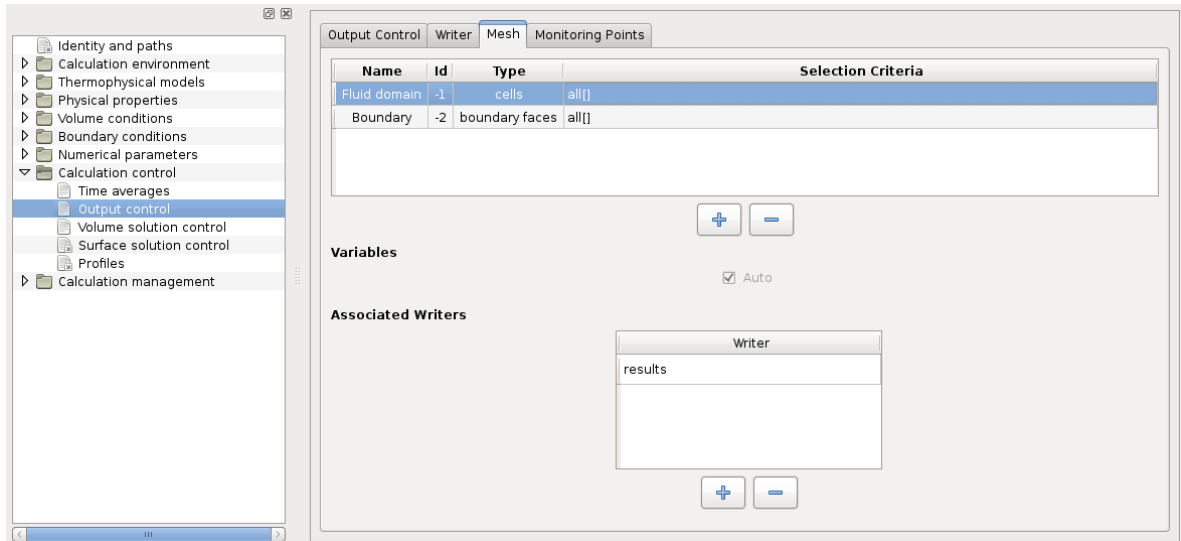 Identity and paths
Calculation environment
Thermophysical models
Physical properties
Volume conditions
Boundary conditions
Numerical parameters
Calculation control
Time averages
Output control
Volume solution control
Surface solution control
Profiles
Calculation management
Output Control Writer Mesh Monitoring Points
Name Id Type Selection Criteria
Fluid domain -1 cells all[]
Boundary -2 boundary faces all[]
Variables
Auto
Associated Writers
Writer
results